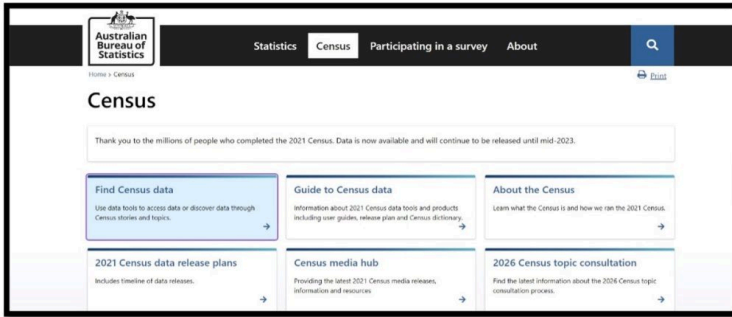 Australian
Bureau of
Statistics
Statistics Census Participating in a survey About
Home > Census
Print
Census
Thank you to the millions of people who completed the 2021 Census. Data is now available and will continue to be released until mid-2023.
Find Census data
Use data tools to access data or discover data through
Census stories and topics.
Guide to Census data
Information about 2021 Census data tools and products
including user guides, release plan and Census dictionary.
About the Census
Learn what the Census is and how we ran the 2021 Census.
2021 Census data release plans
Includes timeline of data releases.
Census media hub
Providing the latest 2021 Census media releases,
information and resources
2026 Census topic consultation
Find the latest information about the 2026 Census topic
consultation process.